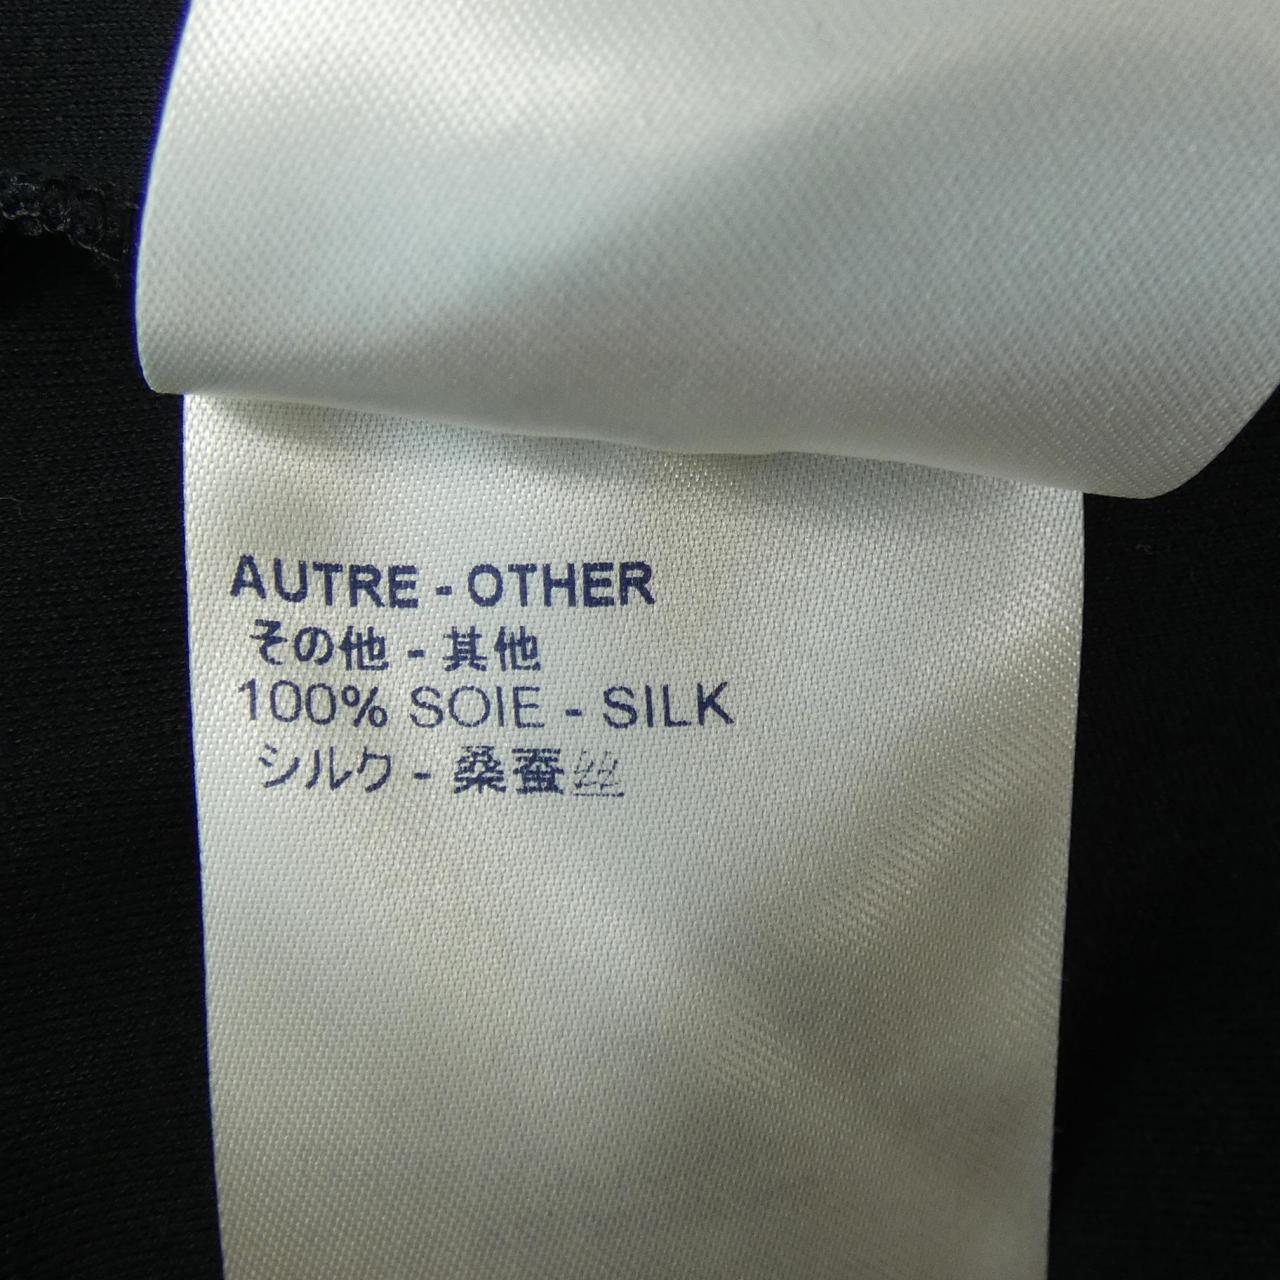 AUTRE - OTHER
その他 - 其他
100% SOIE - SILK
シルク - 桑蚕丝